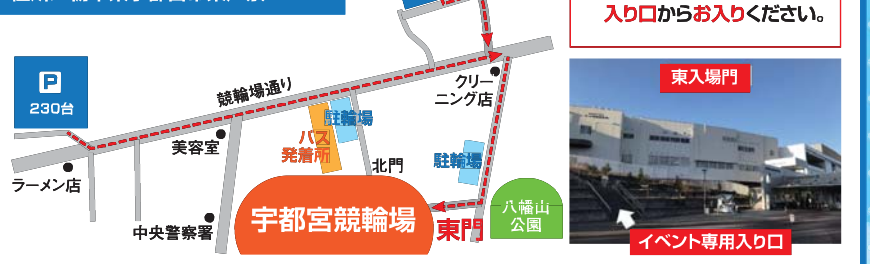 入り口からお入りください。
P
230台
競輪場通り
クリー
ニング店
東入場門
駐輪場
バス
発着所
美容室
北門
駐輪場
ラーメン店
中央警察署
宇都宮競輪場
東門
八幡山
公園
イベント専用入り口